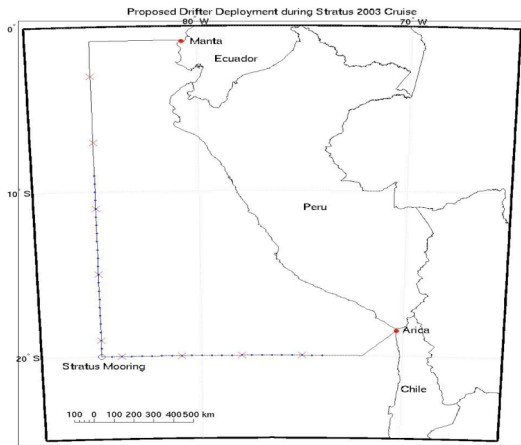 Proposed Drifter Deployment during Stratus 2003 Cruise
80° W
70° W
0°
Manta
Ecuador
10° S
Peru
Arica
20° S
Stratus Mooring
Chile
100 0 100 200 300 400 500 km